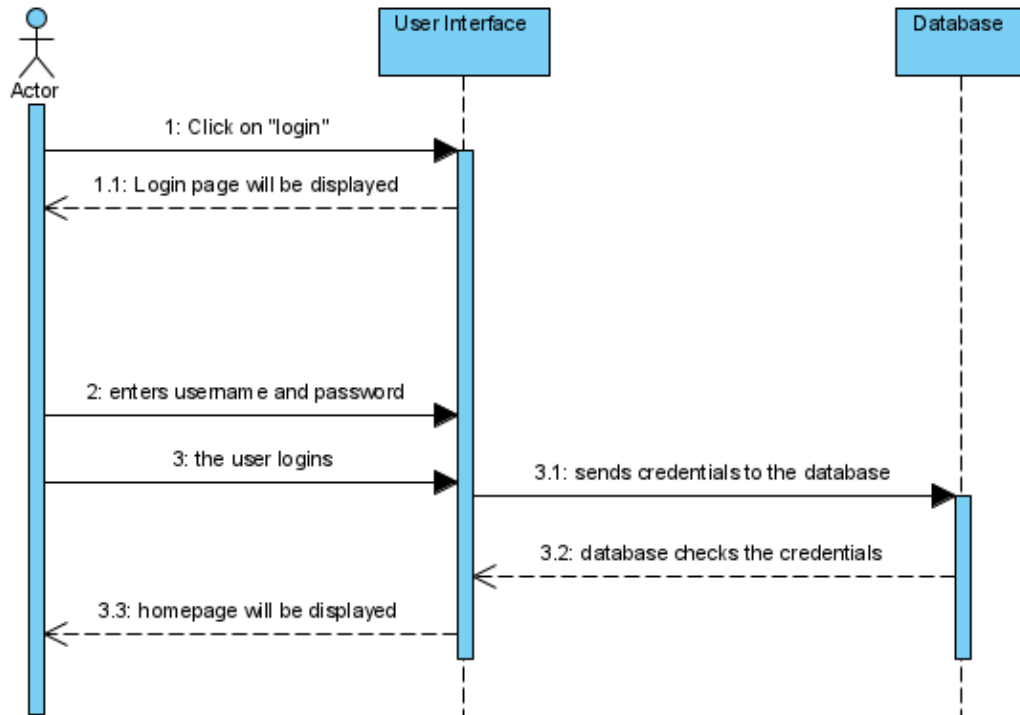 User Interface
Database
Actor
1: Click on "login"
1.1: Login page will be displayed
2: enters username and password
3: the user logins
3.1: sends credentials to the database
3.2: database checks the credentials
3.3: homepage will be displayed